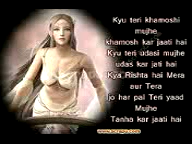 Kyu teri khamoshi
mujhe
khamosh kar jaati hai
Kyu teri udasi mujhe
udas kar jati hai
Kya Rishta hai Mera
aur Tera
Jo har pal Teri yaad
Mujhe
Tanha kar jaati hai